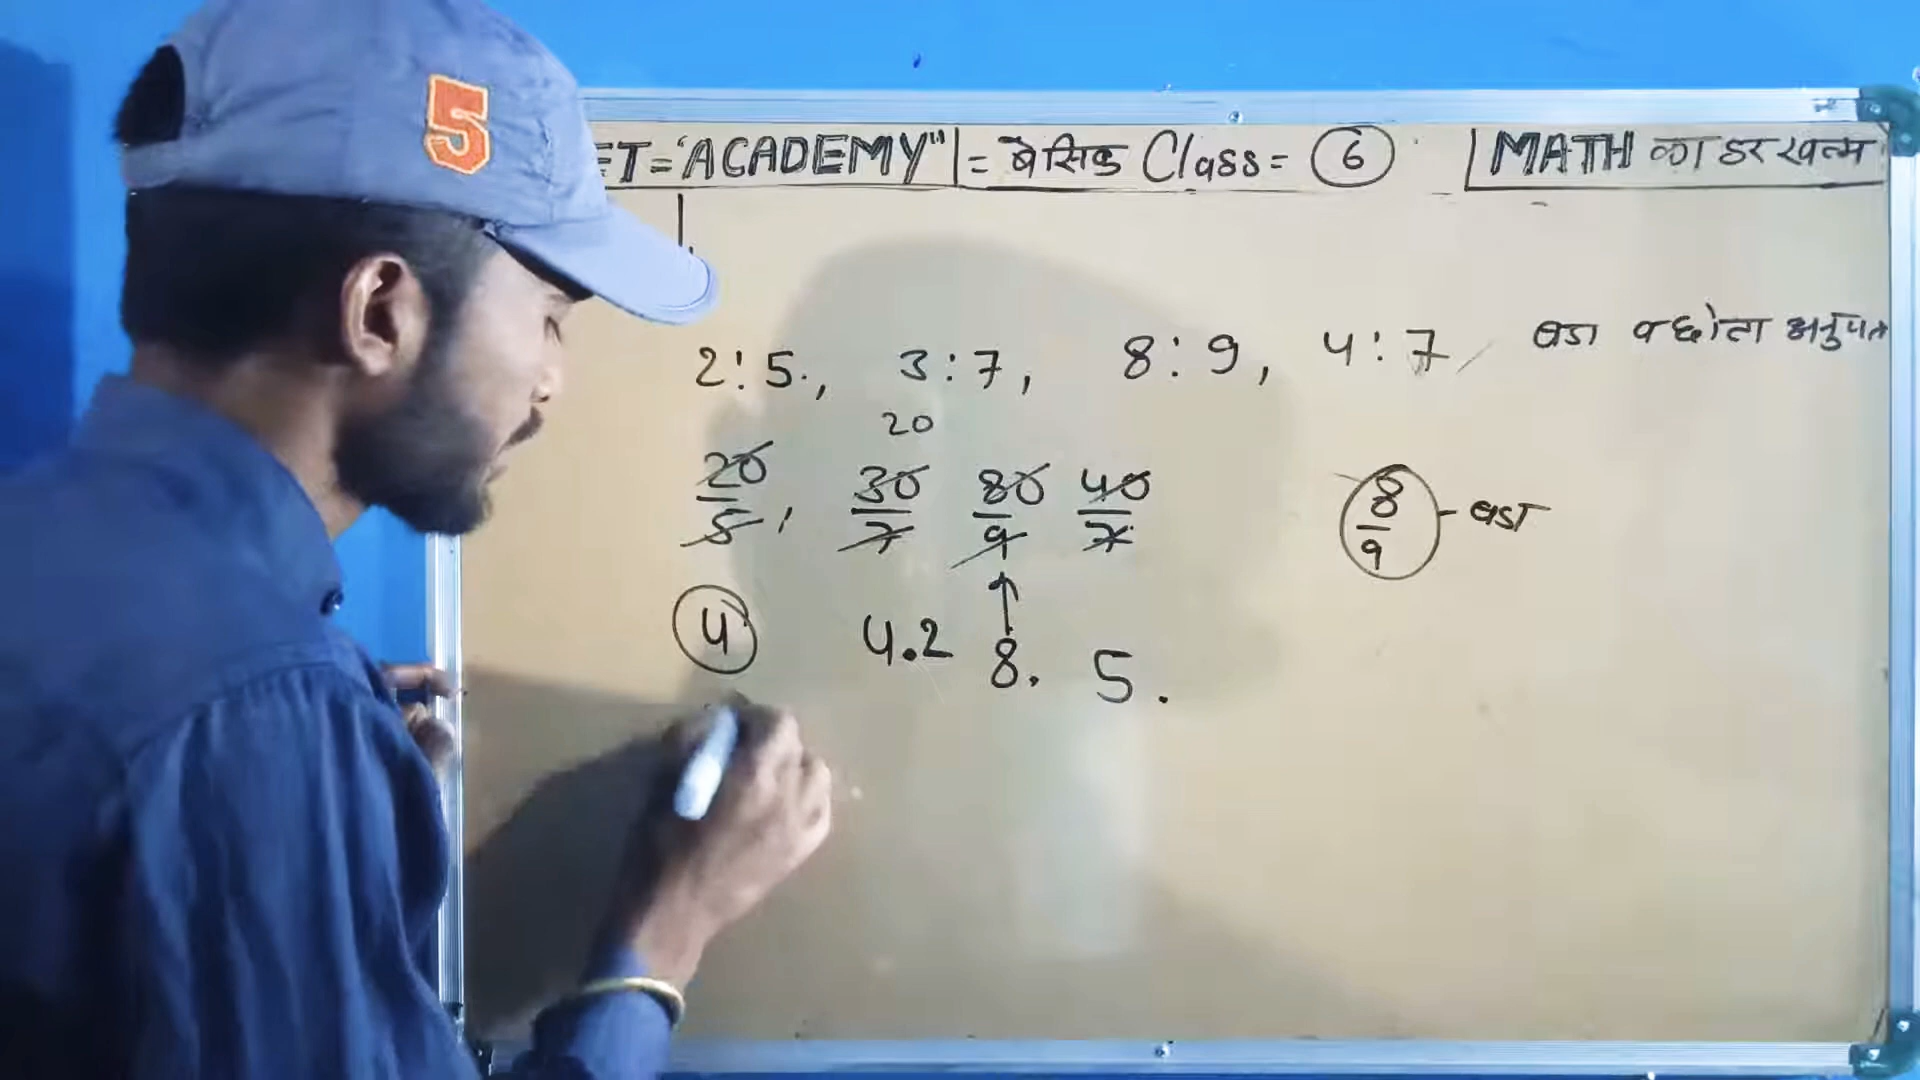 5
ET="ACADEMY" = बेसिक Class= 6 MATH का डर खत्म
2:5., 3:7, 8:9, 4:7, बडा व छोटा अनुपात
20
20/5, 30/7 80/9 40/7 8/9 - बडा
4 4.2 8. 5.